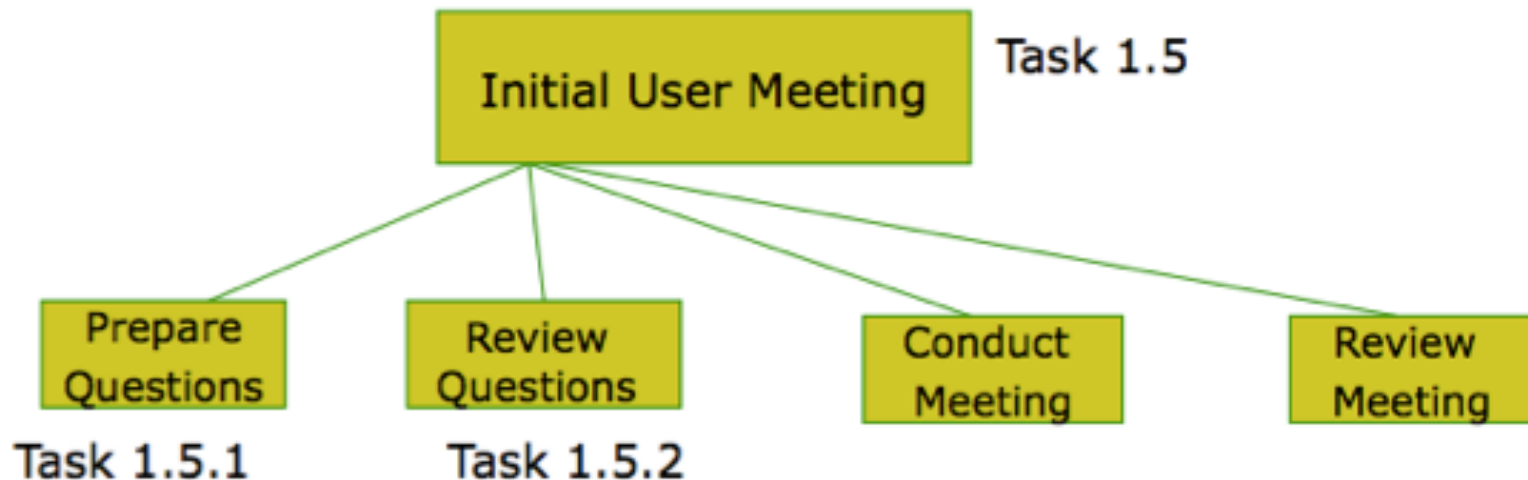 Initial User Meeting
Task 1.5
Prepare
Questions
Review
Questions
Conduct
Meeting
Review
Meeting
Task 1.5.1
Task 1.5.2